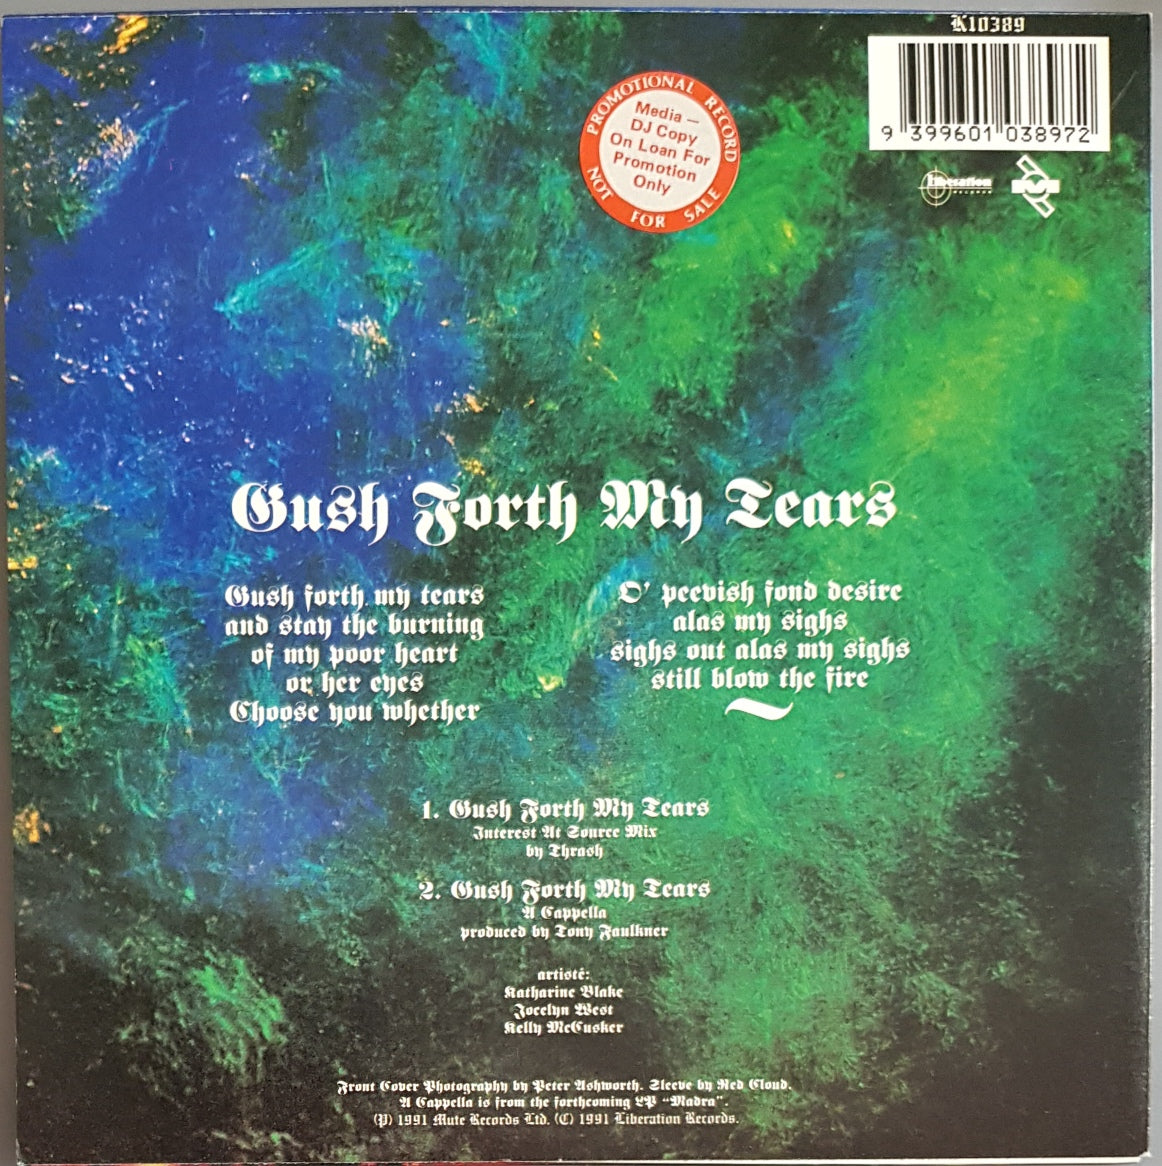 K10389
9 399601 038972
PROMOTIONAL RECORD
Media —
DJ Copy
On Loan For
Promotion
Only
NOT FOR SALE
Liberation
RECORDS
Gush Forth My Tears
Gush forth my tears
and stay the burning
of my poor heart
or her eyes
Choose you whether
O' peevish fond desire
alas my sighs
sighs out alas my sighs
still blow the fire
1. Gush Forth My Tears
Interest At Source Mix
by Thrash
2. Gush Forth My Tears
A Cappella
produced by Tony Faulkner
artisté:
Katharine Blake
Jocelyn West
Kelly McCusker
Front Cover Photography by Peter Ashworth. Sleeve by Red Cloud.
A Cappella is from the forthcoming LP “Madra”.
(P) 1991 Mute Records Ltd. (C) 1991 Liberation Records.